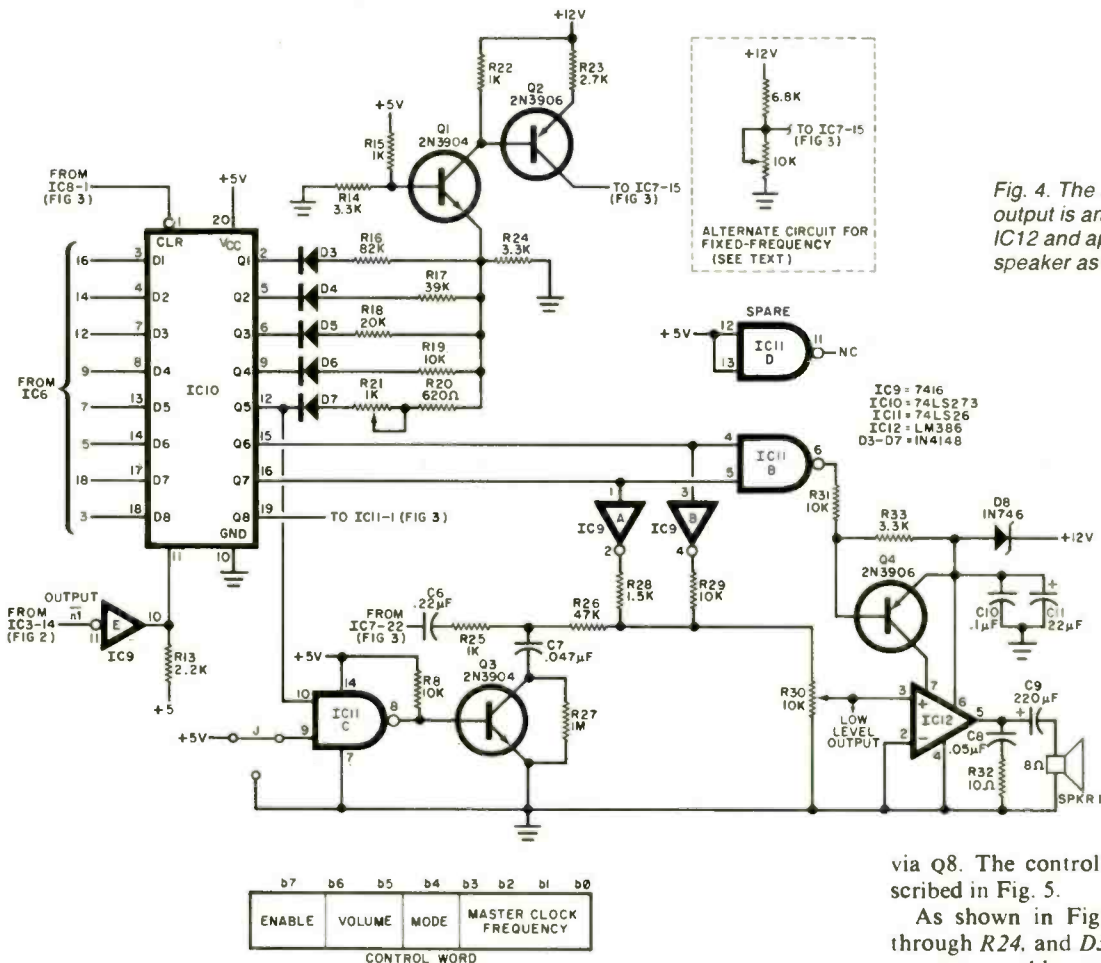 +12V
R22
1K
R23
2.7K
Q2
2N3906
+5V
R15
1K
Q1
2N3904
R14
3.3K
TO IC7-15
(FIG 3)
+12V
6.8K
TO IC7-15
(FIG 3)
10K
ALTERNATE CIRCUIT FOR
FIXED-FREQUENCY
(SEE TEXT)
Fig. 4. The
output is an
IC12 and ap
speaker as
FROM
IC8-1
(FIG 3)
+5V
1
20
CLR
VCC
16 3 D1 Q1 2 D3 R16 82K R24 3.3K
14 4 D2 Q2 5 D4 R17 39K
12 7 D3 Q3 6 D5 R18 20K
9 8 D4 Q4 9 D6 R19 10K
7 13 D5 Q5 12 D7 R21 1K R20 620Ω
5 14 D6 Q6 15
18 17 D7 Q7 16
3 18 D8 Q8 19 TO IC11-1 (FIG 3)
FROM
IC6
IC10
GND
11
10
SPARE
+5V
12
13
IC11
D
11
NC
IC9 = 7416
IC10 = 74LS273
IC11 = 74LS26
IC12 = LM386
D3-D7 = IN4148
4
5
IC11
B
6
R31
10K
1
3
IC9
A
IC9
B
2
4
R28
1.5K
R29
10K
R33
3.3K
D8
IN746
+12V
Q4
2N3906
C10
.1µF
C11
22µF
OUTPUT
n1
FROM
IC3-14
(FIG 2)
11
E
10
IC9
R13
2.2K
+5
FROM
IC7-22
(FIG 3)
C6
.22µF
R25
1K
R26
47K
C7
.047µF
+5V
R8
10K
Q3
2N3904
R27
1M
10
14
IC11
C
8
9
7
+5V
J
R30
10K
LOW
LEVEL
OUTPUT
3
+
7
6
IC12
5
2
–
4
C9
220µF
+
C8
.05µF
R32
10Ω
8Ω
SPKR 1
b7 b6 b5 b4 b3 b2 b1 b0
ENABLE VOLUME MODE MASTER CLOCK
FREQUENCY
CONTROL WORD
via Q8. The control
scribed in Fig. 5.
As shown in Fig
through R24, and